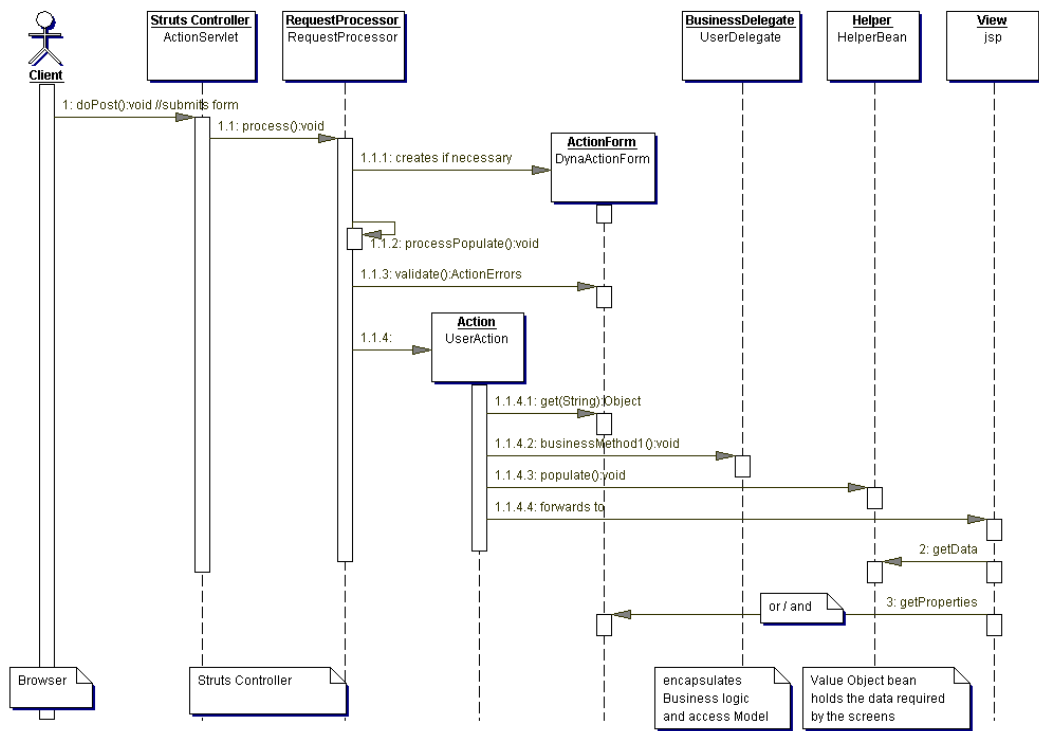 Client
Struts Controller
ActionServlet
RequestProcessor
RequestProcessor
BusinessDelegate
UserDelegate
Helper
HelperBean
View
jsp
1: doPost():void //submits form
1.1: process():void
1.1.1: creates if necessary
ActionForm
DynaActionForm
1.1.2: processPopulate():void
1.1.3: validate():ActionErrors
1.1.4:
Action
UserAction
1.1.4.1: get(String):Object
1.1.4.2: businessMethod1():void
1.1.4.3: populate():void
1.1.4.4: forwards to
2: getData
or / and
3: getProperties
Browser
Struts Controller
encapsulates
Business logic
and access Model
Value Object bean
holds the data required
by the screens